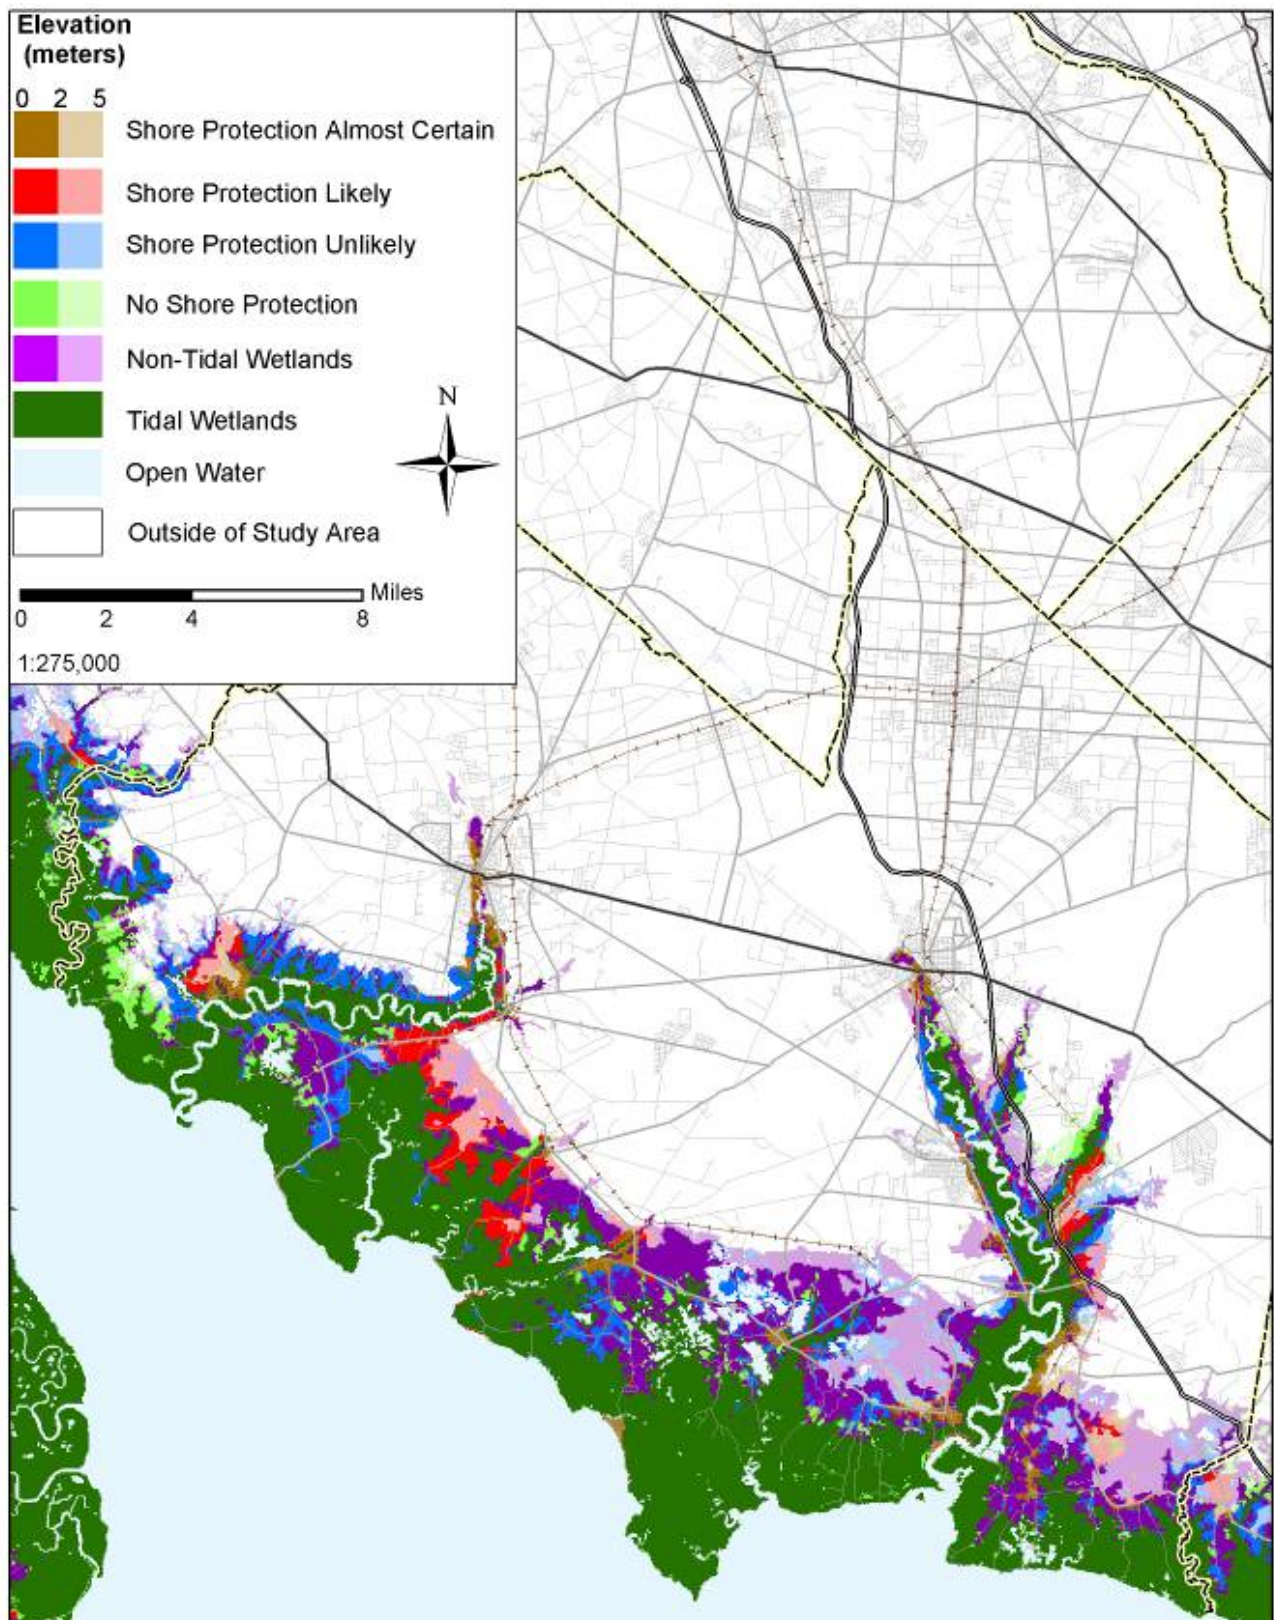 Elevation
(meters)
0 2 5
Shore Protection Almost Certain
Shore Protection Likely
Shore Protection Unlikely
No Shore Protection
Non-Tidal Wetlands
N
Tidal Wetlands
Open Water
Outside of Study Area
Miles
0 2 4 8
1:275,000